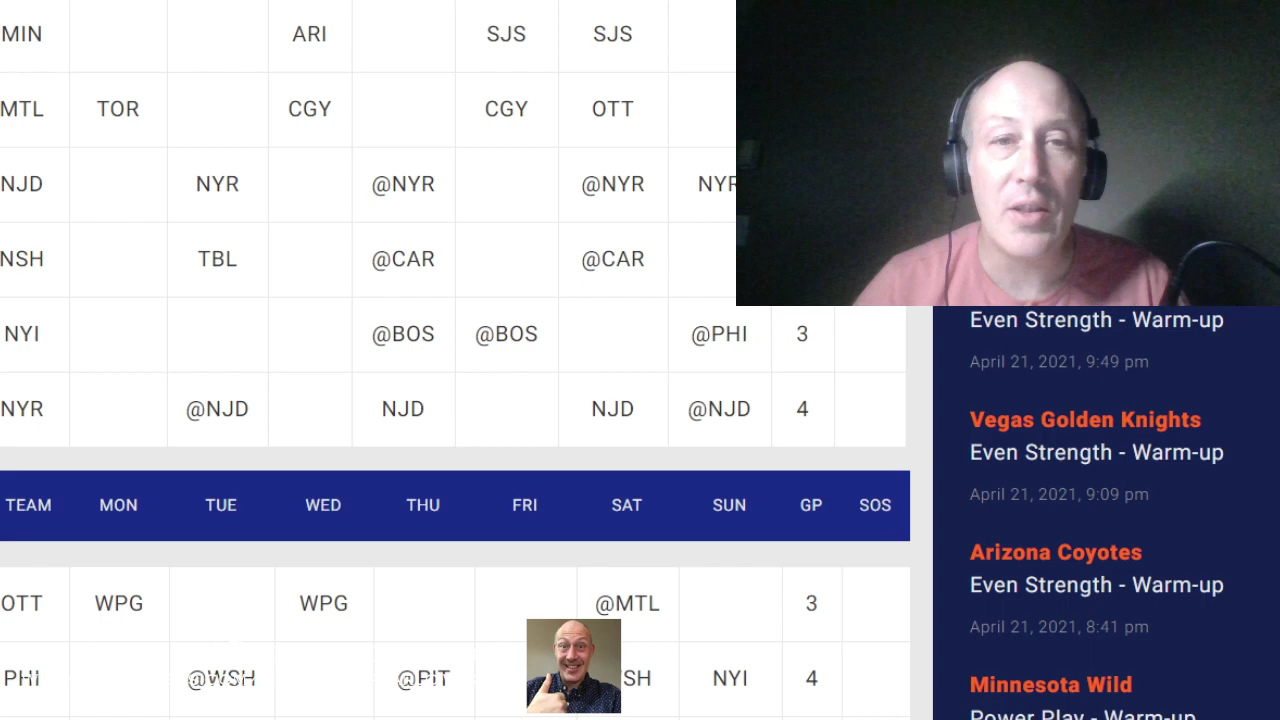 MIN ARI SJS SJS
MTL TOR CGY CGY OTT
NJD NYR @NYR @NYR NYR
NSH TBL @CAR @CAR
NYI @BOS @BOS @PHI 3
NYR @NJD NJD NJD @NJD 4
TEAM MON TUE WED THU FRI SAT SUN GP SOS
OTT WPG WPG @MTL 3
PHI @WSH @PIT SH NYI 4
Even Strength - Warm-up
April 21, 2021, 9:49 pm
Vegas Golden Knights
Even Strength - Warm-up
April 21, 2021, 9:09 pm
Arizona Coyotes
Even Strength - Warm-up
April 21, 2021, 8:41 pm
Minnesota Wild
Power Play - Warm-up